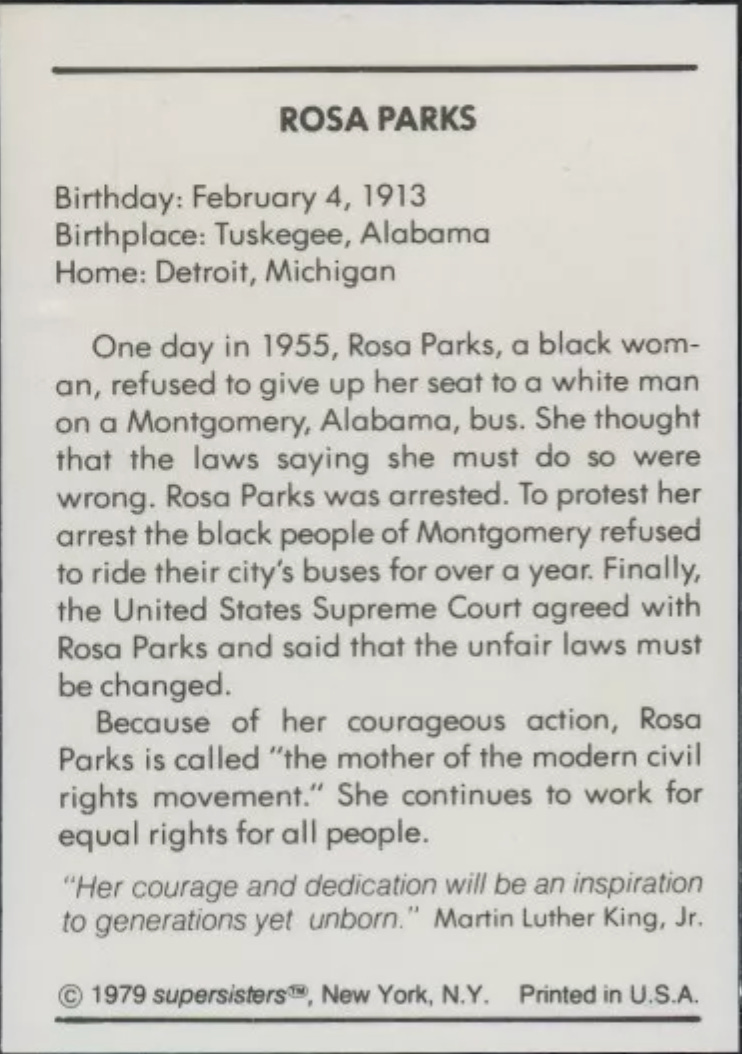 ROSA PARKS
Birthday: February 4, 1913
Birthplace: Tuskegee, Alabama
Home: Detroit, Michigan
One day in 1955, Rosa Parks, a black wom-
an, refused to give up her seat to a white man
on a Montgomery, Alabama, bus. She thought
that the laws saying she must do so were
wrong. Rosa Parks was arrested. To protest her
arrest the black people of Montgomery refused
to ride their city's buses for over a year. Finally,
the United States Supreme Court agreed with
Rosa Parks and said that the unfair laws must
be changed.
Because of her courageous action, Rosa
Parks is called "the mother of the modern civil
rights movement." She continues to work for
equal rights for all people.
"Her courage and dedication will be an inspiration
to generations yet unborn." Martin Luther King, Jr.
© 1979 supersisters™, New York, N.Y. Printed in U.S.A.